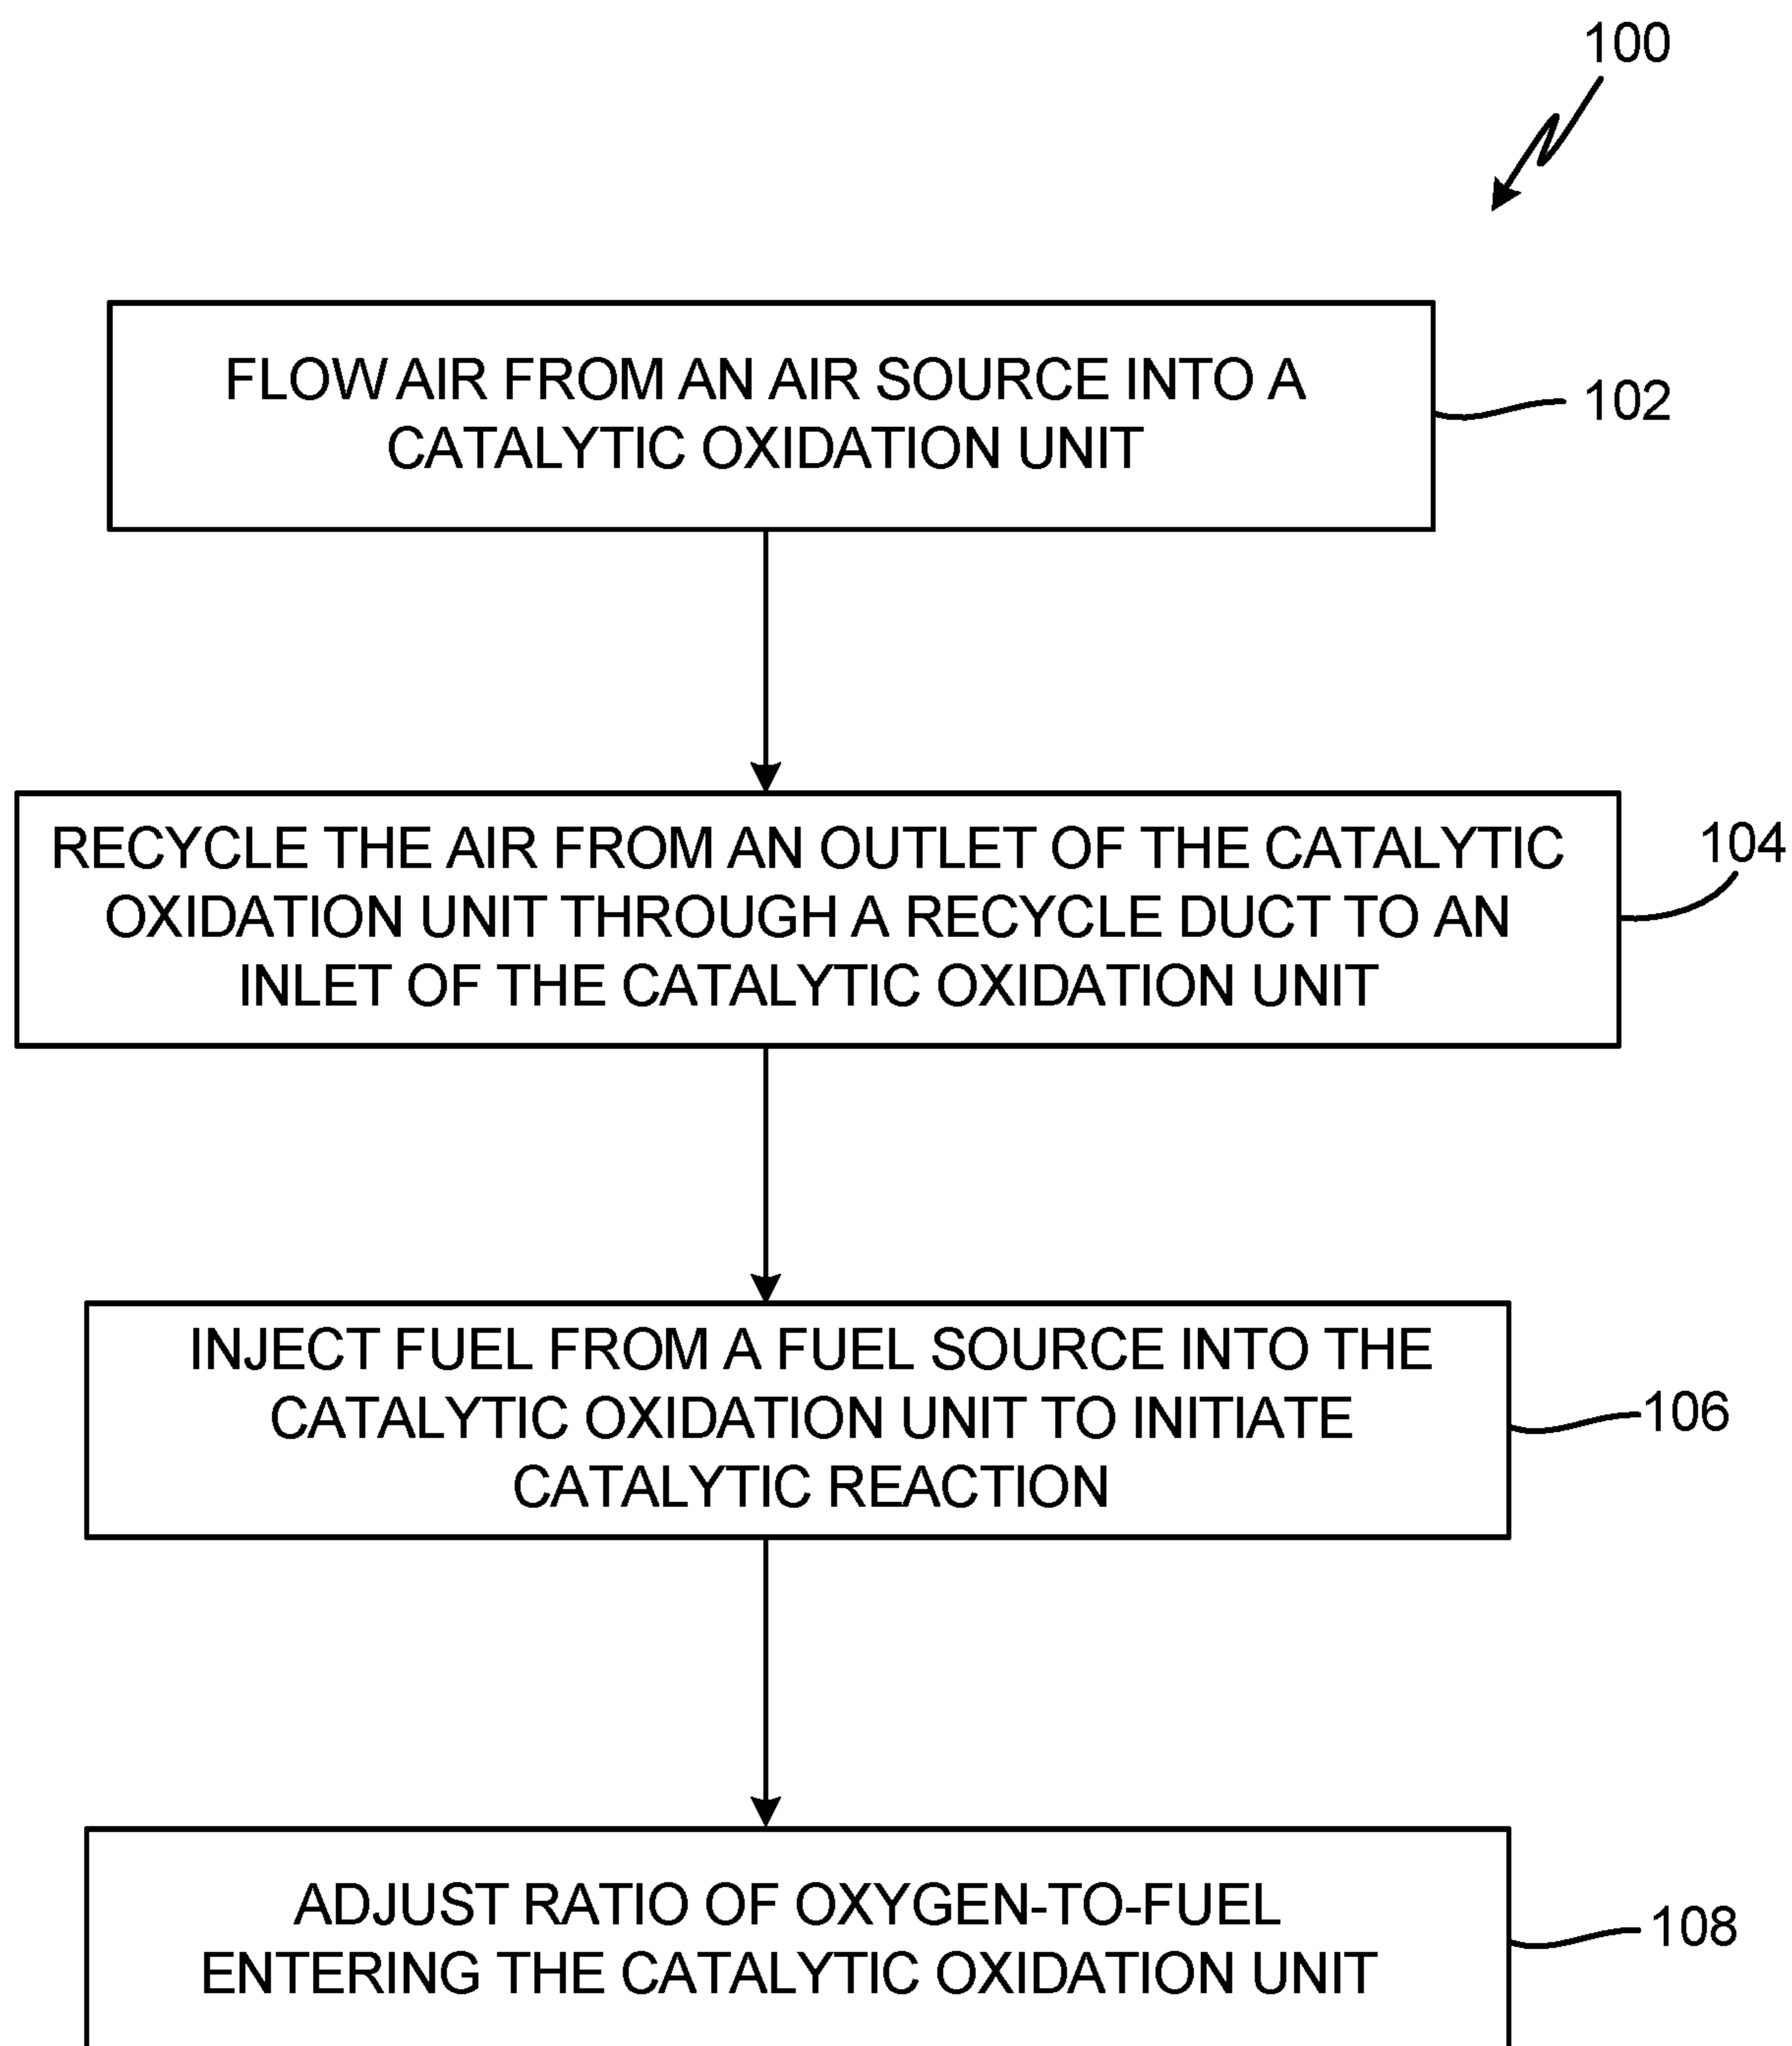 100
FLOW AIR FROM AN AIR SOURCE INTO A
CATALYTIC OXIDATION UNIT
102
RECYCLE THE AIR FROM AN OUTLET OF THE CATALYTIC
OXIDATION UNIT THROUGH A RECYCLE DUCT TO AN
INLET OF THE CATALYTIC OXIDATION UNIT
104
INJECT FUEL FROM A FUEL SOURCE INTO THE
CATALYTIC OXIDATION UNIT TO INITIATE
CATALYTIC REACTION
106
ADJUST RATIO OF OXYGEN-TO-FUEL
ENTERING THE CATALYTIC OXIDATION UNIT
108